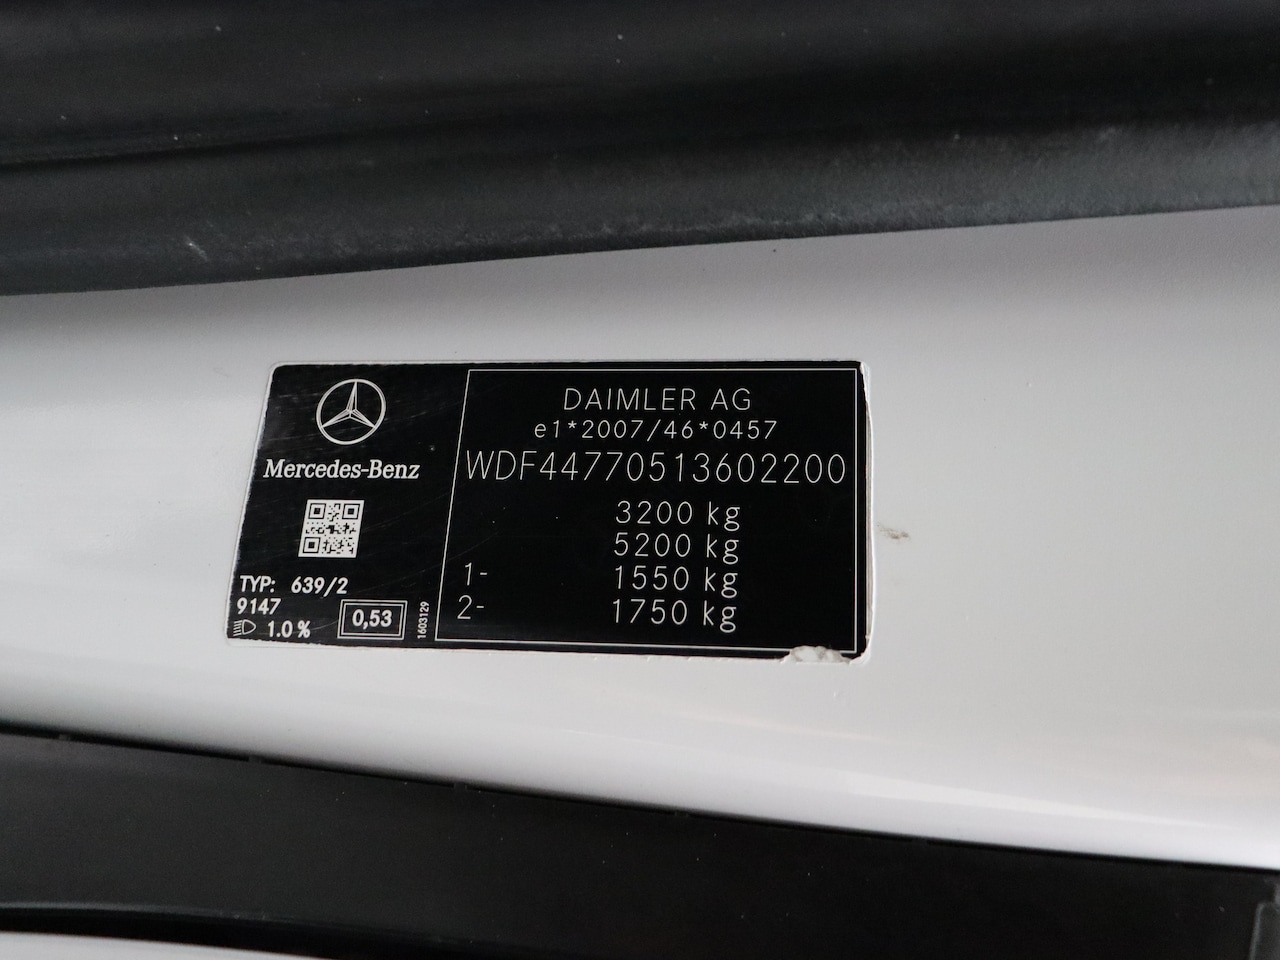 Mercedes-Benz
TYP: 639/2
9147
1.0 %
0,53
1603129
DAIMLER AG
e1*2007/46*0457
WDF44770513602200
3200 kg
5200 kg
1- 1550 kg
2- 1750 kg